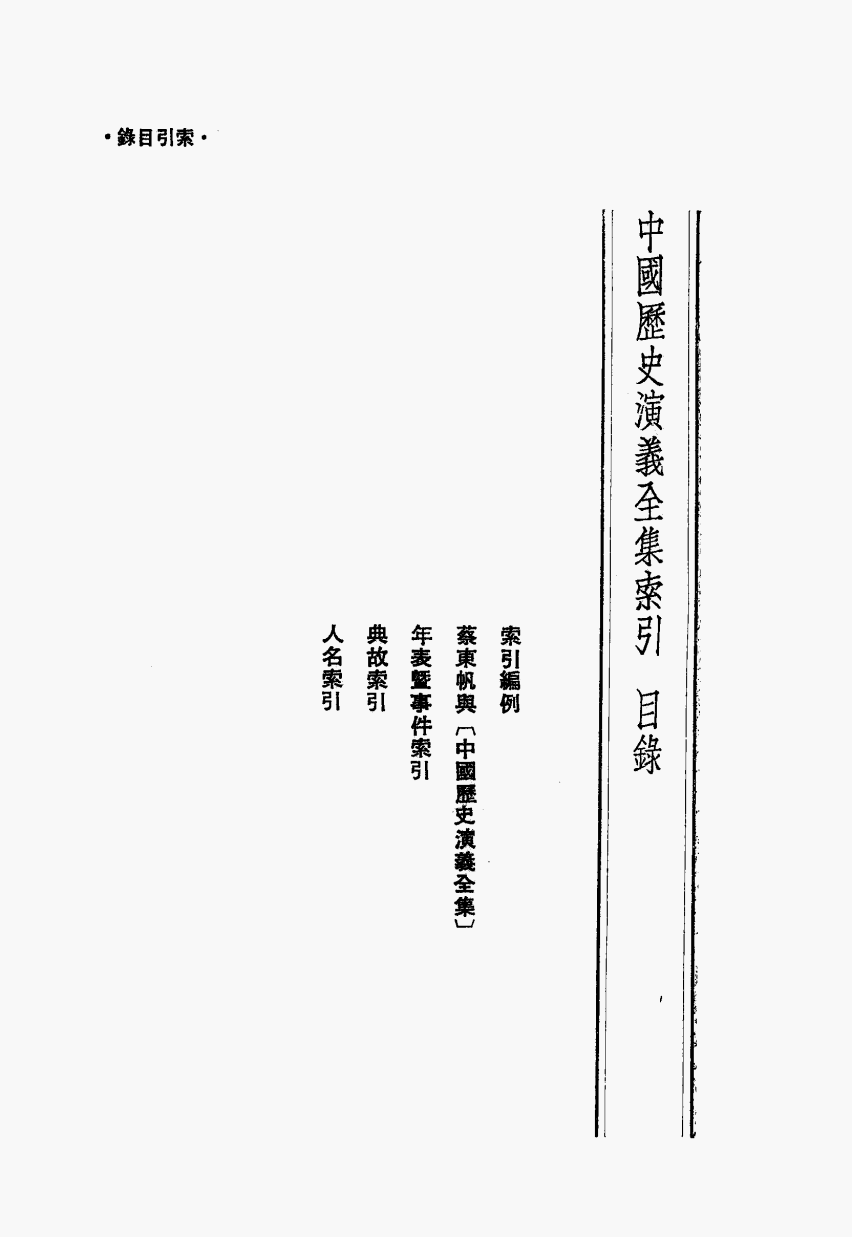 ·錄目引索·
中國歷史演義全集索引 目錄
索引編例
蔡東帆與〔中國歷史演義全集〕
年表暨事件索引
典故索引
人名索引